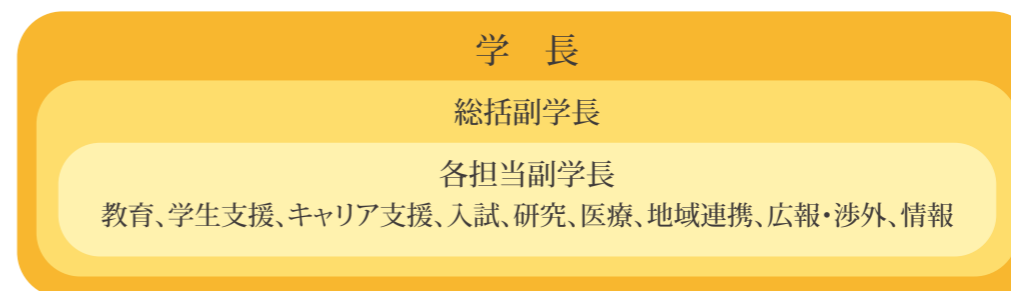 学　長
総括副学長
各担当副学長
教育、学生支援、キャリア支援、入試、研究、医療、地域連携、広報・渉外、情報